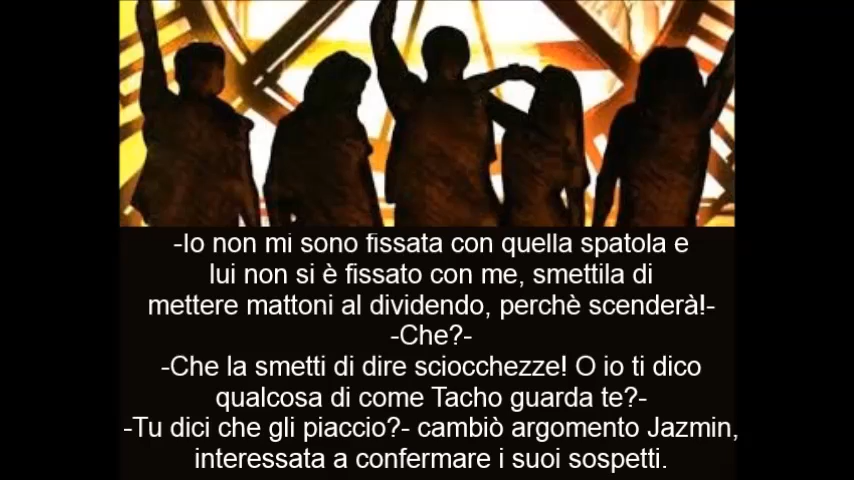 -Io non mi sono fissata con quella spatola e
lui non si è fissato con me, smettila di
mettere mattoni al dividendo, perchè scenderà!-
-Che?-
-Che la smetti di dire sciocchezze! O io ti dico
qualcosa di come Tacho guarda te?-
-Tu dici che gli piaccio?- cambiò argomento Jazmin,
interessata a confermare i suoi sospetti.